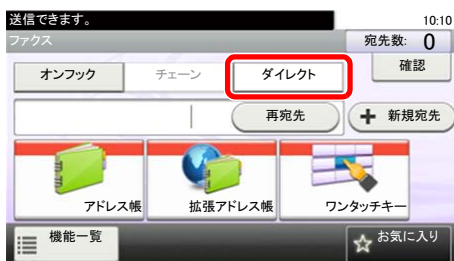 送信できます。 10:10
ファクス 宛先数: 0
オンフック チェーン ダイレクト 確認
再宛先 + 新規宛先
アドレス帳 拡張アドレス帳 ワンタッチキー
機能一覧 お気に入り